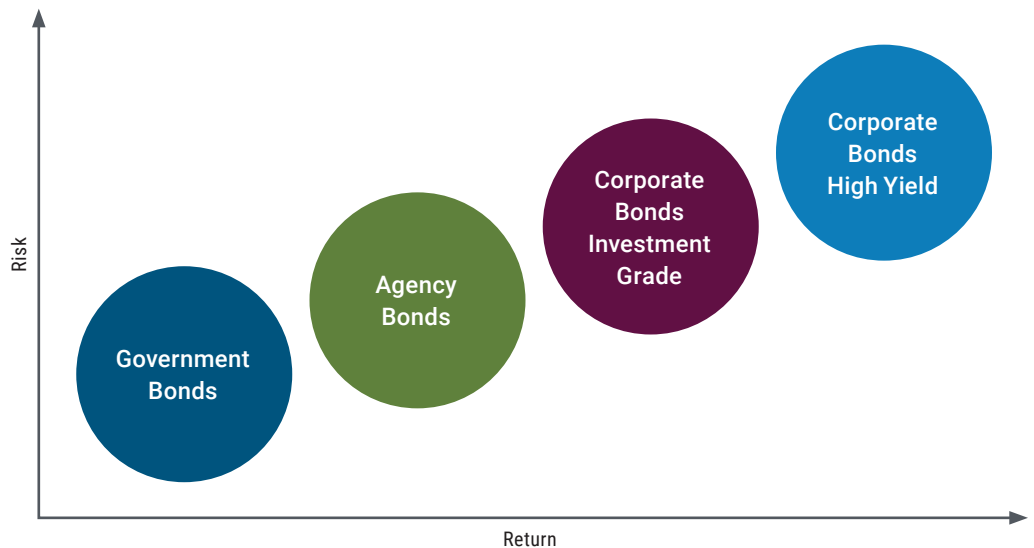 Corporate
Bonds
High Yield
Corporate
Bonds
Investment
Grade
Agency
Bonds
Government
Bonds
Risk
Return